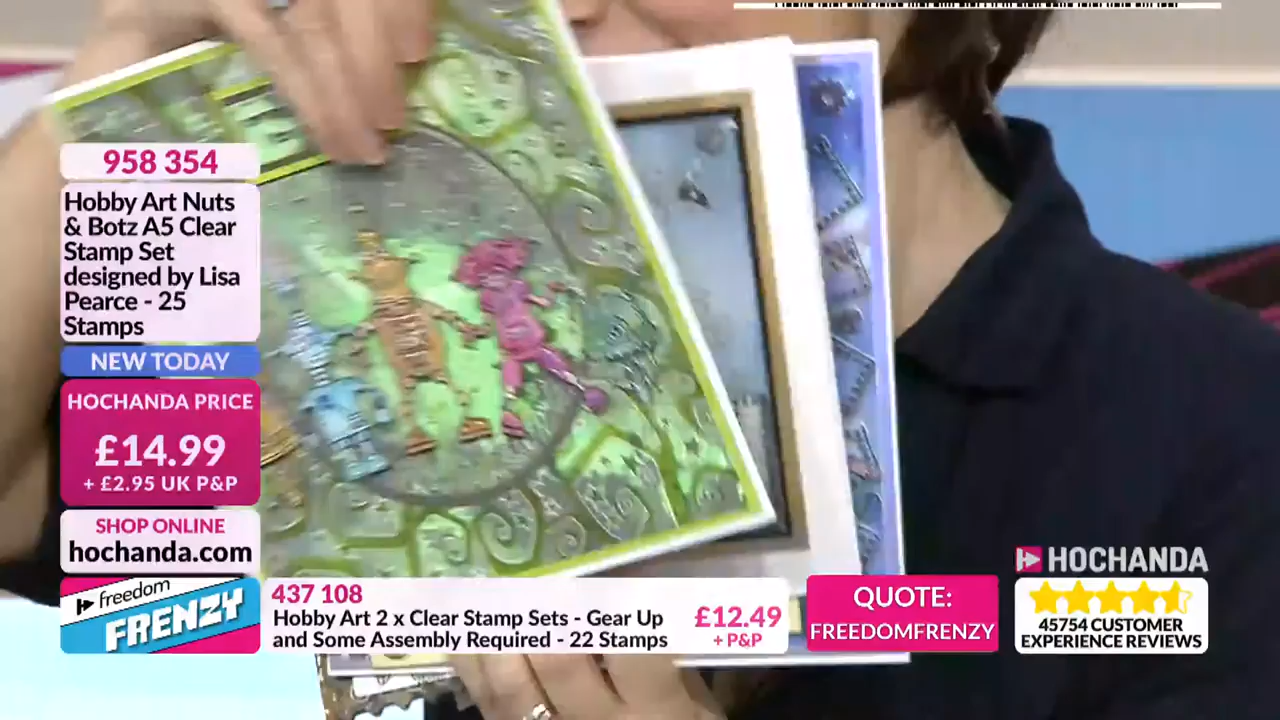 958 354
Hobby Art Nuts
& Botz A5 Clear
Stamp Set
designed by Lisa
Pearce - 25
Stamps
NEW TODAY
HOCHANDA PRICE
£14.99
+ £2.95 UK P&P
SHOP ONLINE
hochanda.com
freedom
FRENZY
437 108
Hobby Art 2 x Clear Stamp Sets - Gear Up
and Some Assembly Required - 22 Stamps
£12.49
+ P&P
QUOTE:
FREEDOMFRENZY
HOCHANDA
45754 CUSTOMER
EXPERIENCE REVIEWS